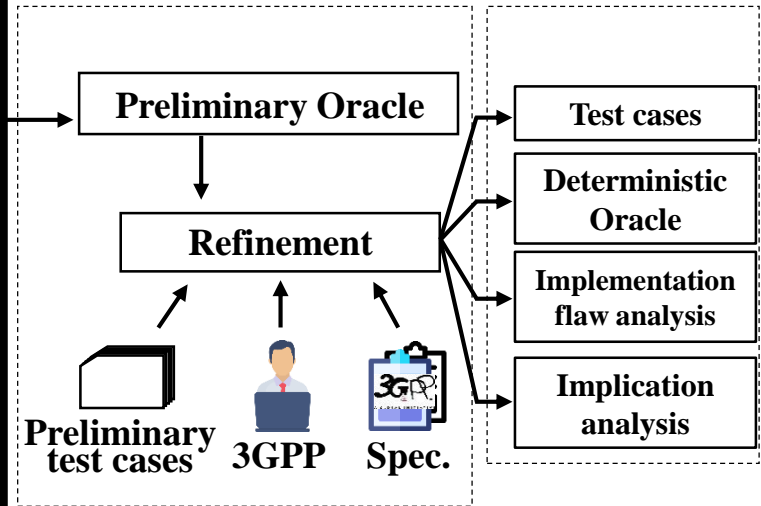 Preliminary Oracle
Refinement
Preliminary
test cases
3GPP
3GPP
Spec.
Test cases
Deterministic
Oracle
Implementation
flaw analysis
Implication
analysis